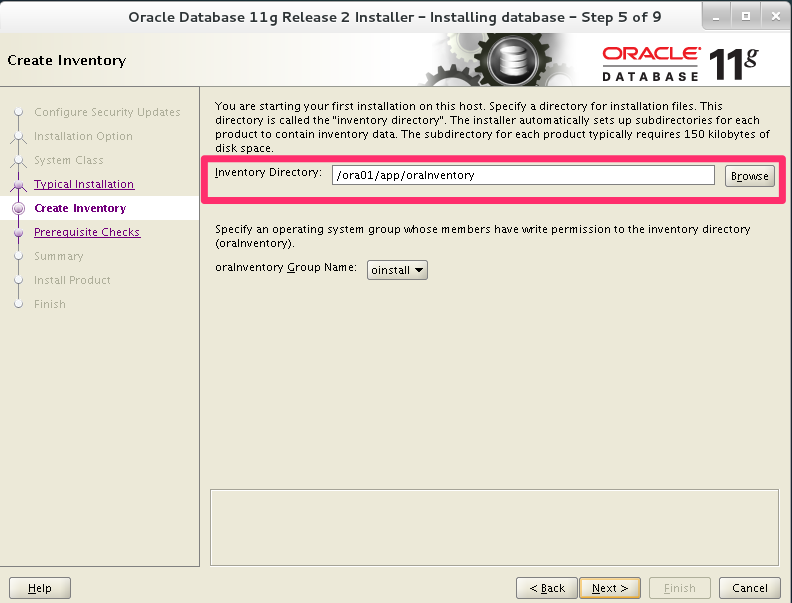 Oracle Database 11g Release 2 Installer - Installing database - Step 5 of 9
Create Inventory
ORACLE
DATABASE 11g
Configure Security Updates
Installation Option
System Class
Typical Installation
Create Inventory
Prerequisite Checks
Summary
Install Product
Finish
You are starting your first installation on this host. Specify a directory for installation files. This
directory is called the "inventory directory". The installer automatically sets up subdirectories for each
product to contain inventory data. The subdirectory for each product typically requires 150 kilobytes of
disk space.
Inventory Directory: /ora01/app/oraInventory Browse
Specify an operating system group whose members have write permission to the inventory directory
(oraInventory).
oraInventory Group Name: oinstall
Help < Back Next > Finish Cancel